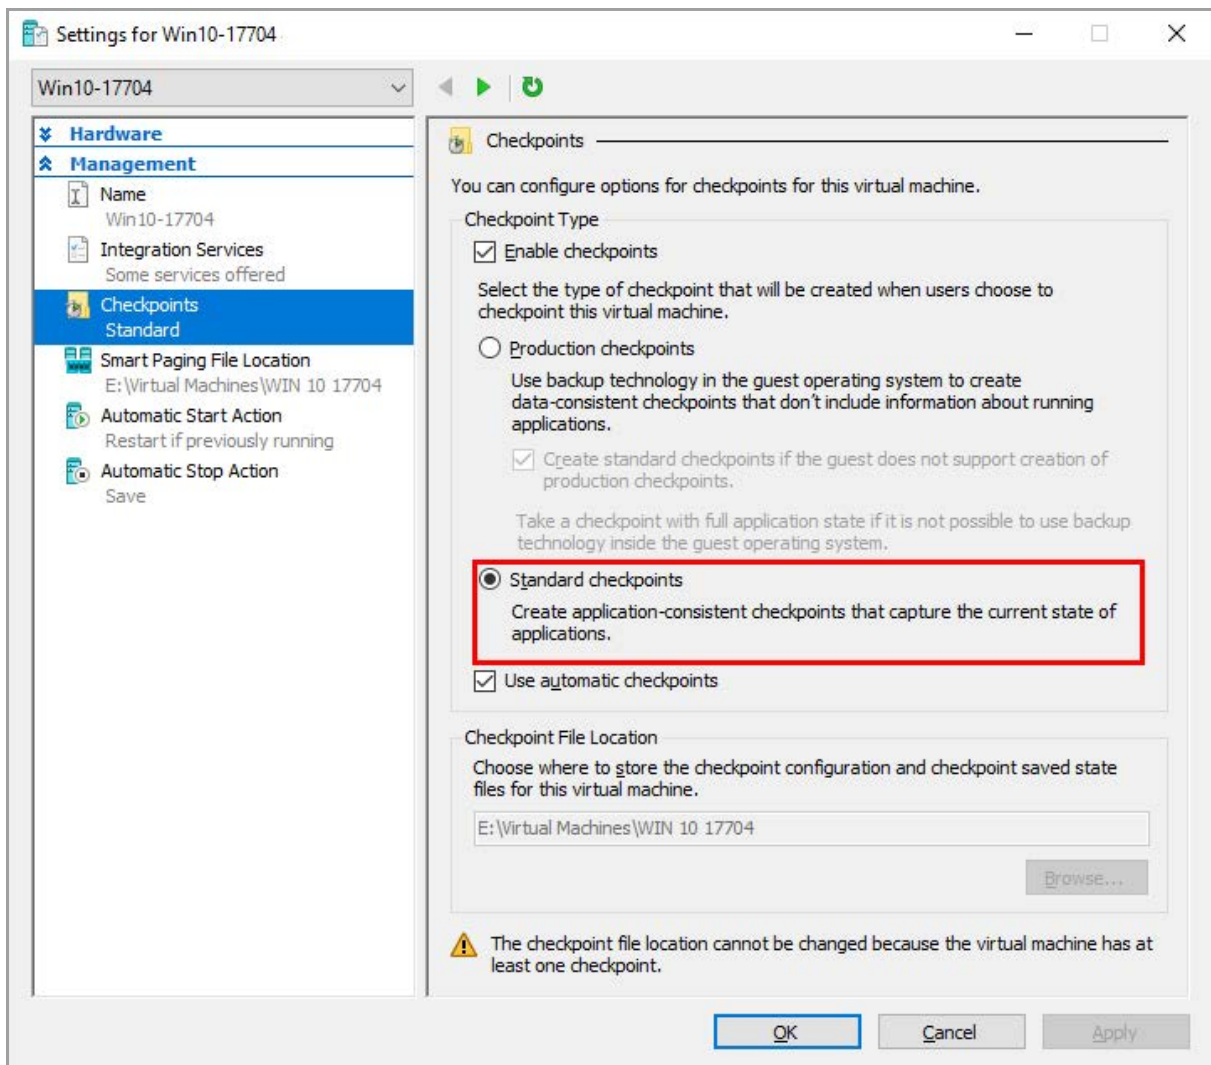 Settings for Win10-17704
Win10-17704
Hardware
Management
Name
Win10-17704
Integration Services
Some services offered
Checkpoints
Standard
Smart Paging File Location
E:\Virtual Machines\WIN 10 17704
Automatic Start Action
Restart if previously running
Automatic Stop Action
Save
Checkpoints
You can configure options for checkpoints for this virtual machine.
Checkpoint Type
Enable checkpoints
Select the type of checkpoint that will be created when users choose to
checkpoint this virtual machine.
Production checkpoints
Use backup technology in the guest operating system to create
data-consistent checkpoints that don't include information about running
applications.
Create standard checkpoints if the guest does not support creation of
production checkpoints.
Take a checkpoint with full application state if it is not possible to use backup
technology inside the guest operating system.
Standard checkpoints
Create application-consistent checkpoints that capture the current state of
applications.
Use automatic checkpoints
Checkpoint File Location
Choose where to store the checkpoint configuration and checkpoint saved state
files for this virtual machine.
E:\Virtual Machines\WIN 10 17704
Browse...
The checkpoint file location cannot be changed because the virtual machine has at
least one checkpoint.
OK
Cancel
Apply